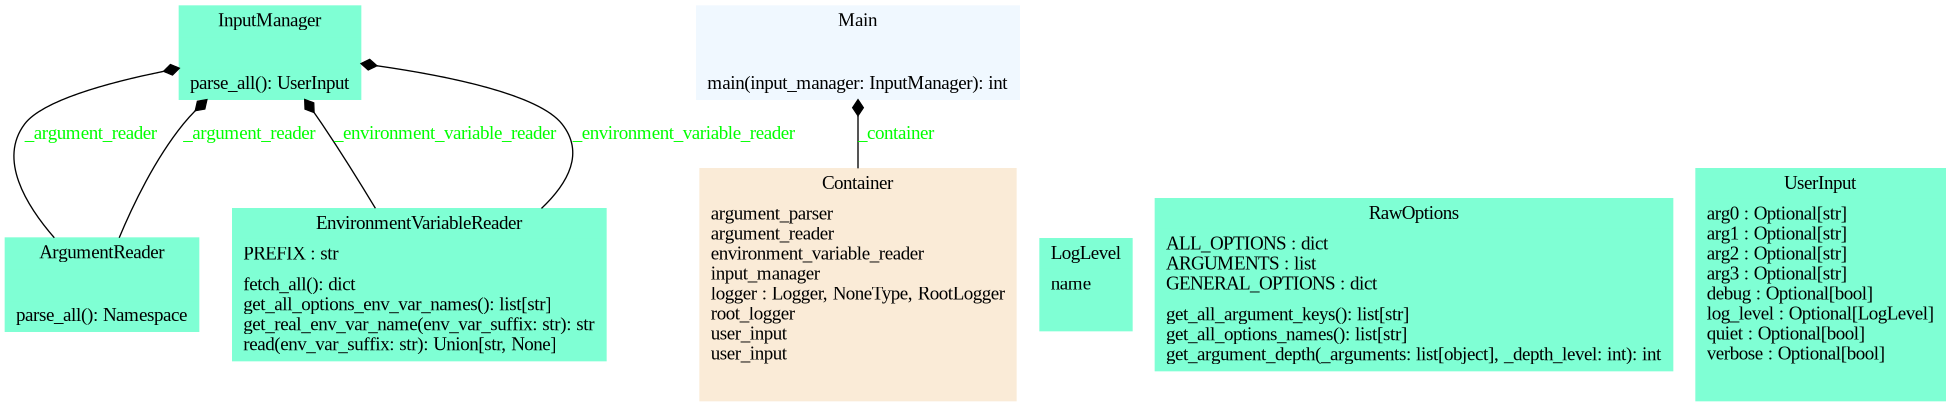 InputManager
parse_all(): UserInput
Main
main(input_manager: InputManager): int
_argument_reader
_argument_reader
_environment_variable_reader
_environment_variable_reader
_container
ArgumentReader
parse_all(): Namespace
EnvironmentVariableReader
PREFIX : str
fetch_all(): dict
get_all_options_env_var_names(): list[str]
get_real_env_var_name(env_var_suffix: str): str
read(env_var_suffix: str): Union[str, None]
Container
argument_parser
argument_reader
environment_variable_reader
input_manager
logger : Logger, NoneType, RootLogger
root_logger
user_input
user_input
LogLevel
name
RawOptions
ALL_OPTIONS : dict
ARGUMENTS : list
GENERAL_OPTIONS : dict
get_all_argument_keys(): list[str]
get_all_options_names(): list[str]
get_argument_depth(_arguments: list[object], _depth_level: int): int
UserInput
arg0 : Optional[str]
arg1 : Optional[str]
arg2 : Optional[str]
arg3 : Optional[str]
debug : Optional[bool]
log_level : Optional[LogLevel]
quiet : Optional[bool]
verbose : Optional[bool]